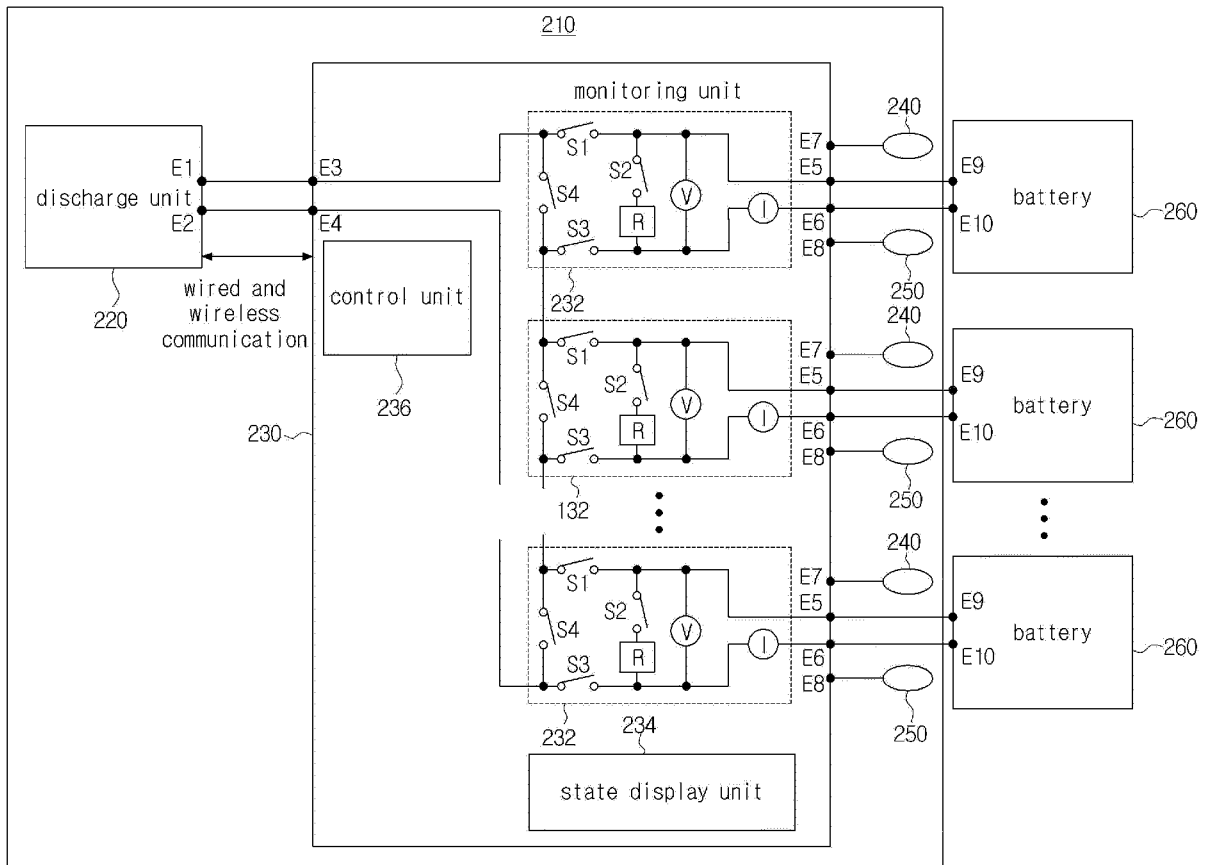 210
monitoring unit
240
E7
E5
E9
S1
S2
V
E1
E3
discharge unit
S4
R
I
battery
E2
E4
S3
E6
E10
E8
260
220
wired and
wireless
communication
control unit
232
250
240
E7
S1
E5
E9
S2
V
236
S4
R
I
battery
230
S3
E6
E10
E8
260
132
250
240
E7
S1
E5
E9
S2
V
S4
R
I
battery
S3
E6
E10
E8
260
232
234
250
state display unit